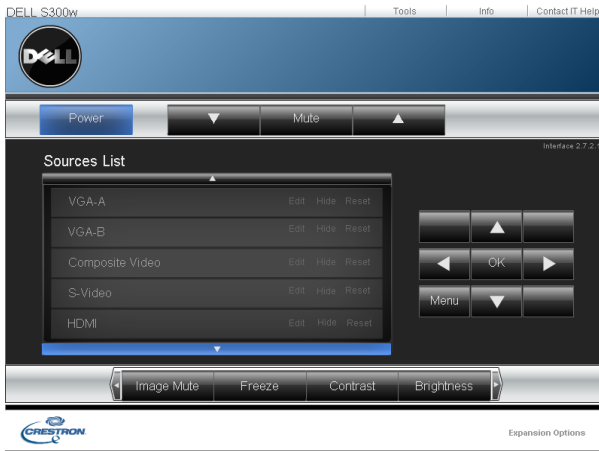 DELL S300w
Tools
Info
Contact IT Help
DELL
Power
Mute
Interface 2.7.2.1
Sources List
VGA-A Edit Hide Reset
VGA-B Edit Hide Reset
Composite Video Edit Hide Reset
S-Video Edit Hide Reset
HDMI Edit Hide Reset
OK
Menu
Image Mute
Freeze
Contrast
Brightness
CRESTRON
Expansion Options